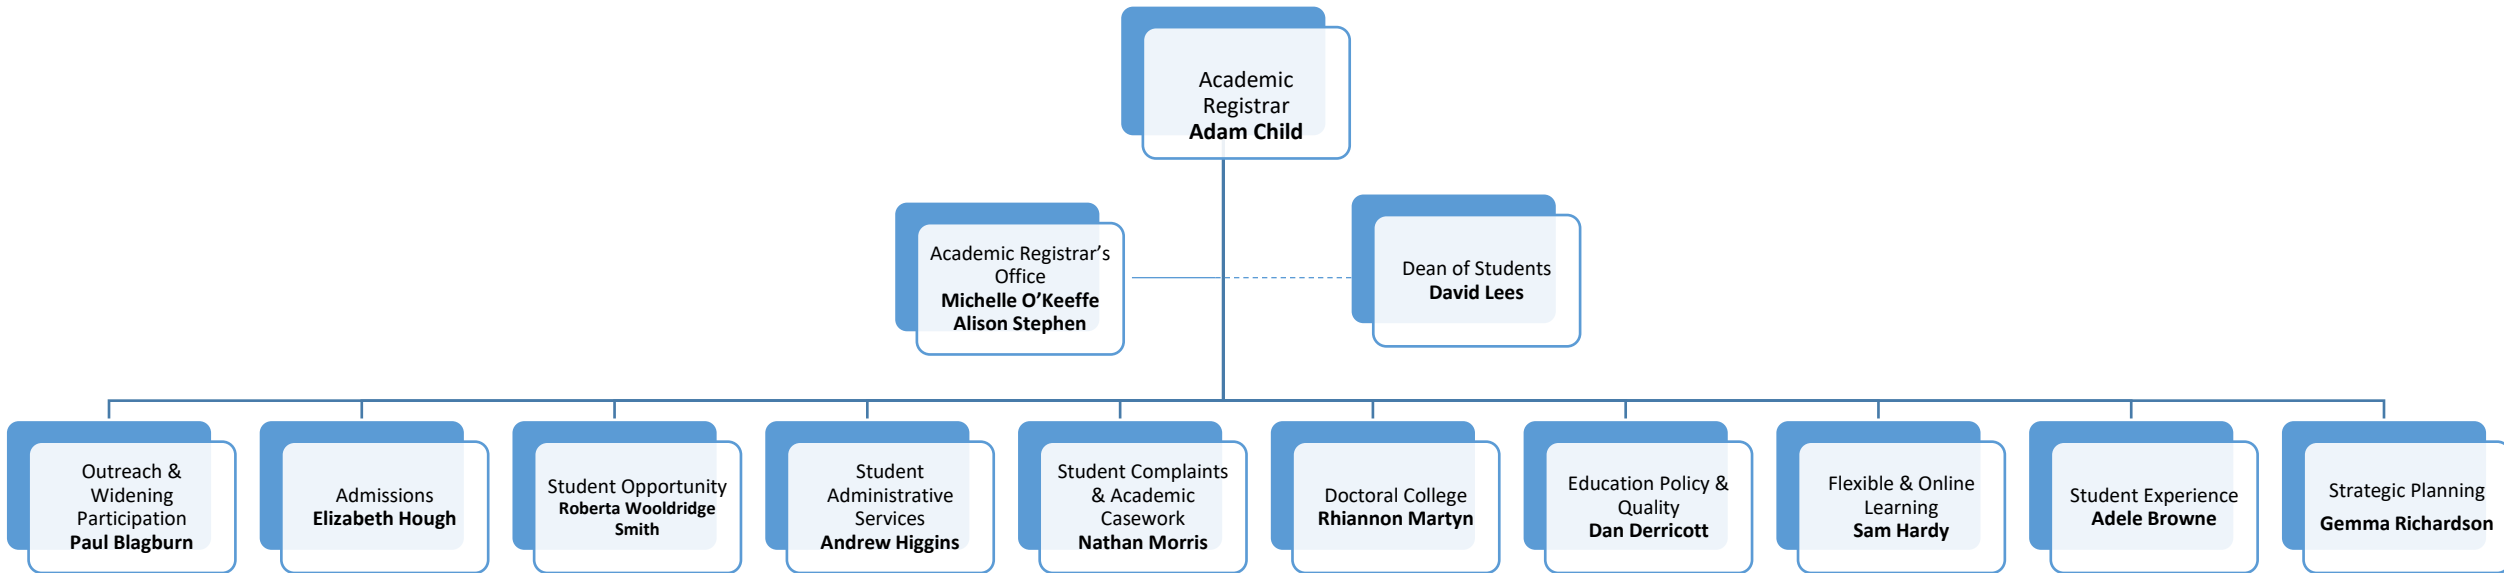 Academic
Registrar
Adam Child
Academic Registrar’s
Office
Michelle O’Keeffe
Alison Stephen
Dean of Students
David Lees
Outreach &
Widening
Participation
Paul Blagburn
Admissions
Elizabeth Hough
Student Opportunity
Roberta Wooldridge
Smith
Student
Administrative
Services
Andrew Higgins
Student Complaints
& Academic
Casework
Nathan Morris
Doctoral College
Rhiannon Martyn
Education Policy &
Quality
Dan Derricott
Flexible & Online
Learning
Sam Hardy
Student Experience
Adele Browne
Strategic Planning
Gemma Richardson